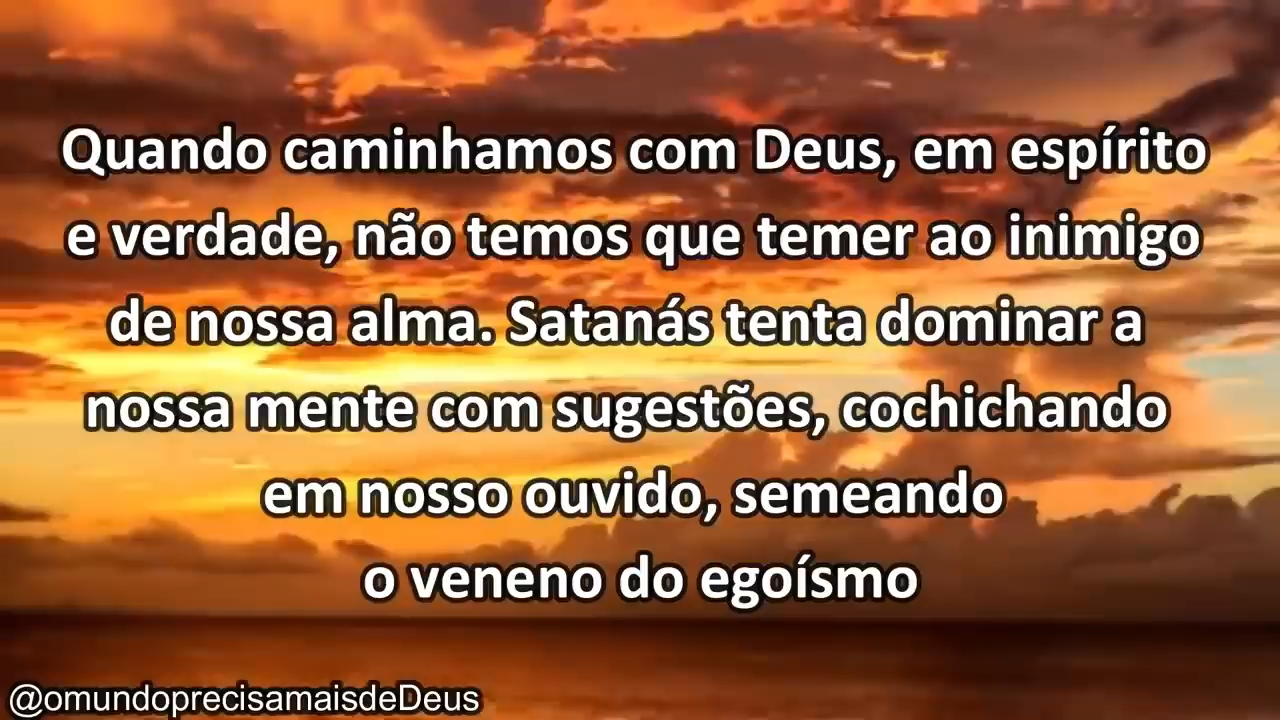 Quando caminhamos com Deus, em espírito
e verdade, não temos que temer ao inimigo
de nossa alma. Satanás tenta dominar a
nossa mente com sugestões, cochichando
em nosso ouvido, semeando
o veneno do egoísmo
@omundoprecisamaisdeDeus